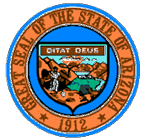 GREAT SEAL OF THE STATE OF ARIZONA
DITAT DEUS
1912